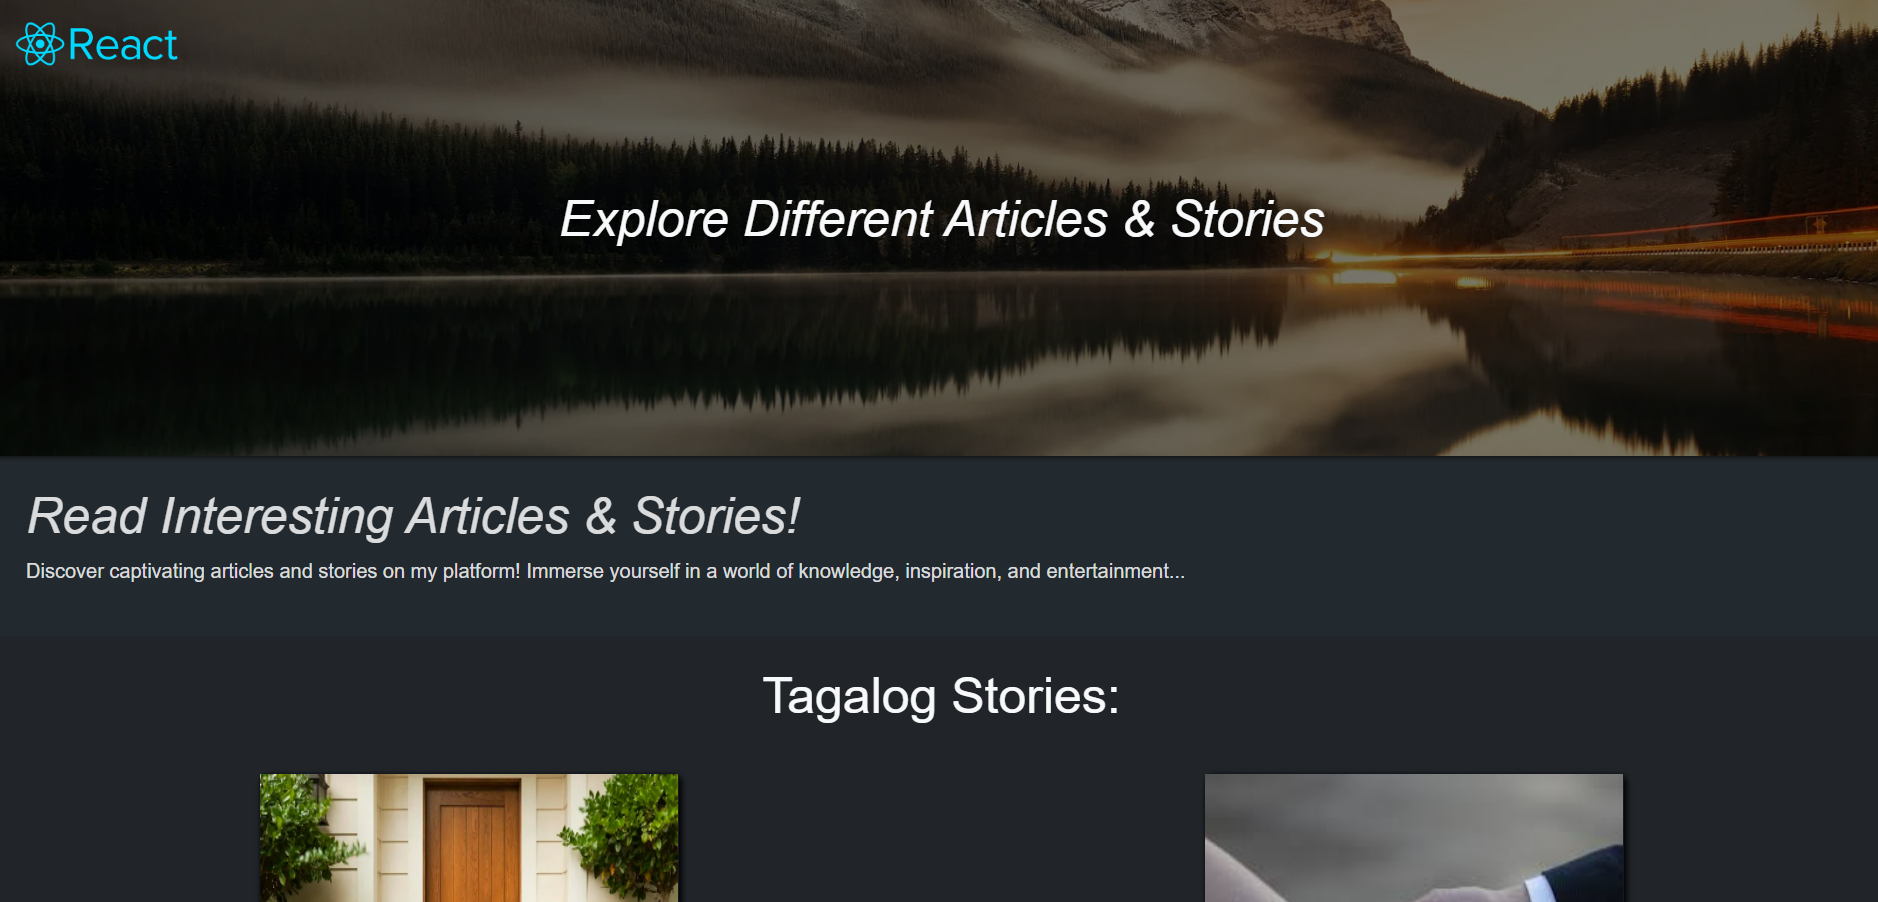 React
Explore Different Articles & Stories
Read Interesting Articles & Stories!
Discover captivating articles and stories on my platform! Immerse yourself in a world of knowledge, inspiration, and entertainment...
Tagalog Stories: